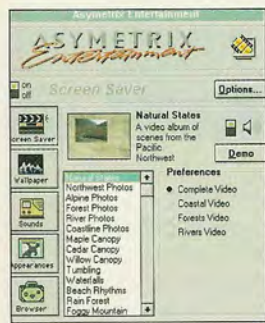 Asymetrix Entertainment
ASYMETRIX
Entertainment
on
off
Screen Saver
Options...
Screen Saver
Natural States
A video album of
scenes from the
Pacific
Northwest
Demo
Wallpaper
Natural States
Northwest Photos
Alpine Photos
Forest Photos
River Photos
Coastline Photos
Maple Canopy
Cedar Canopy
Willow Canopy
Tumbling
Waterfalls
Beach Rhythms
Rain Forest
Foggy Mountain
Preferences
Complete Video
Coastal Video
Forests Video
Rivers Video
Sounds
Appearances
Browser